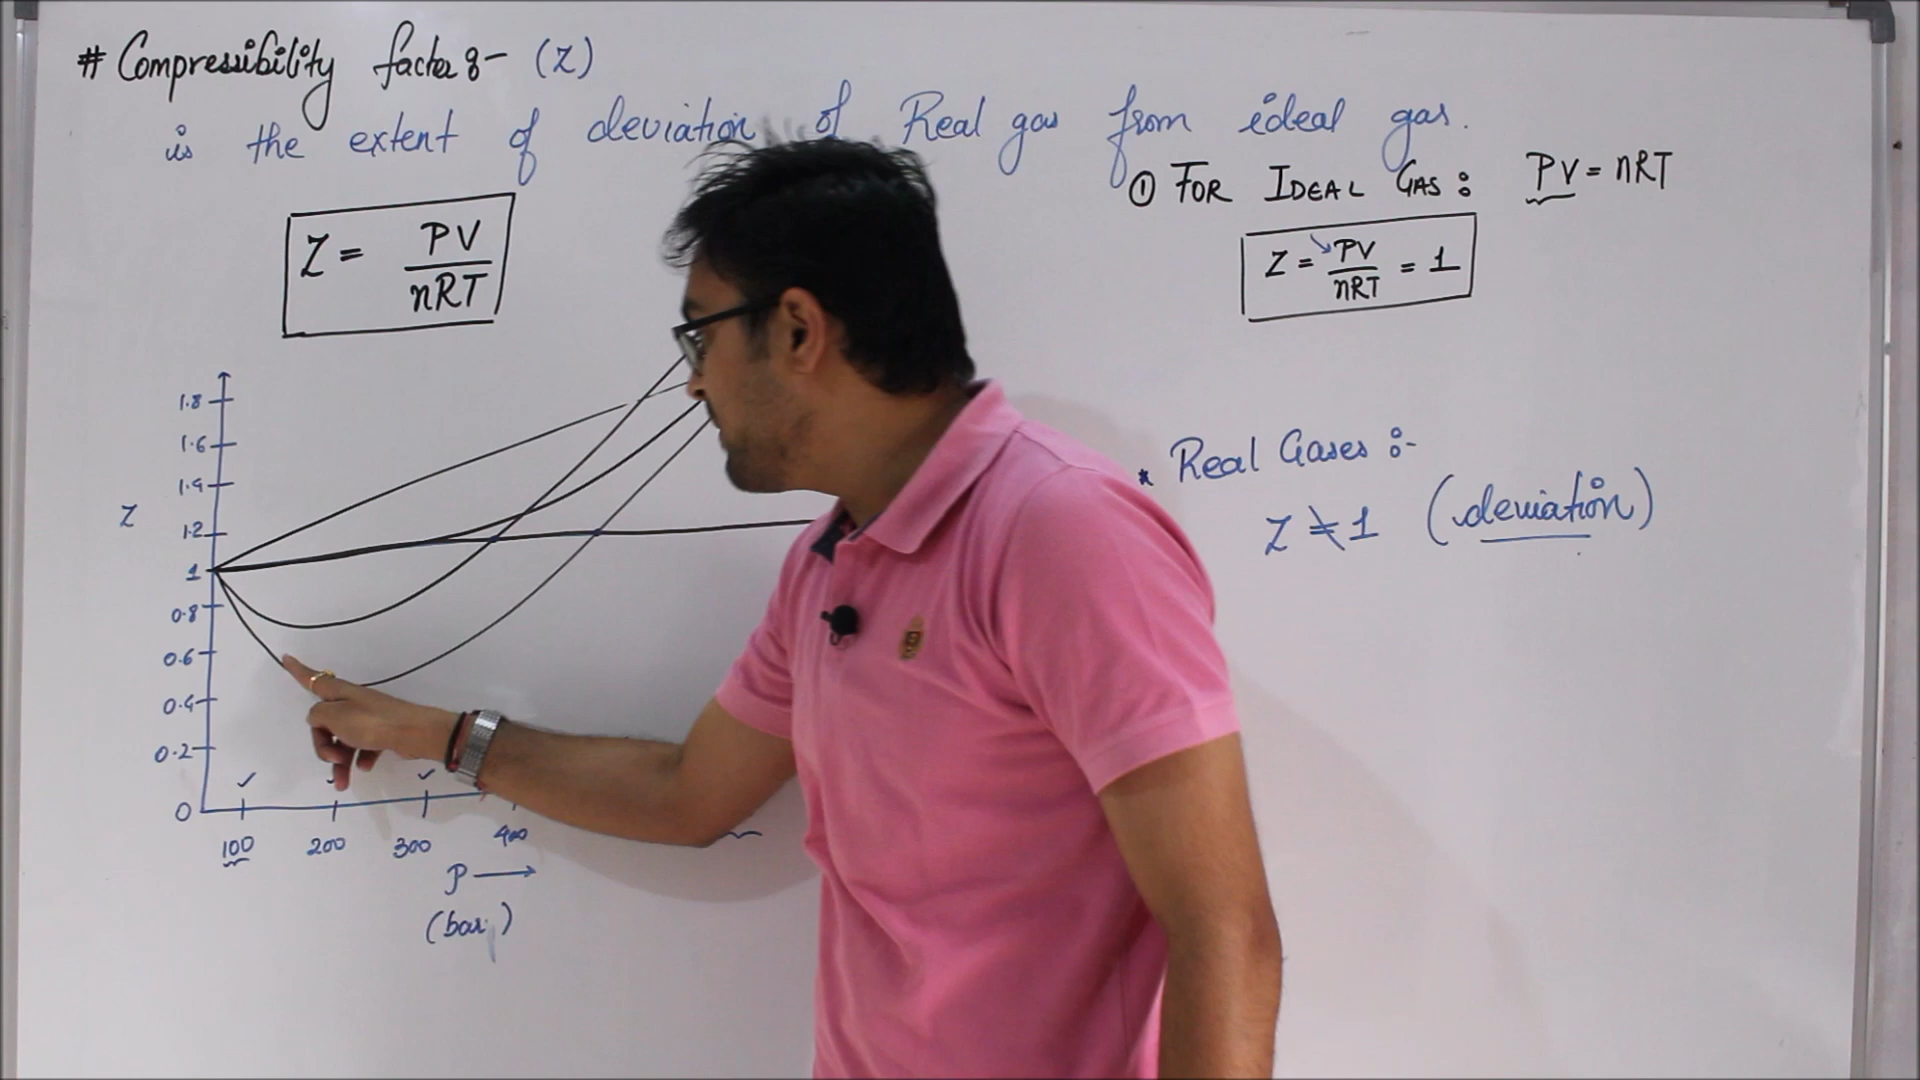 # Compressibility factor :- (Z)
is the extent of deviation of Real gas from ideal gas.
Z = PV / nRT
① FOR IDEAL GAS : PV = nRT
Z = PV / nRT = 1
* Real Gases :-
Z ≠ 1 (deviation)
1.8
1.6
1.4
1.2
Z
1
0.8
0.6
0.4
0.2
0
100 200 300 400
P →
(bar)